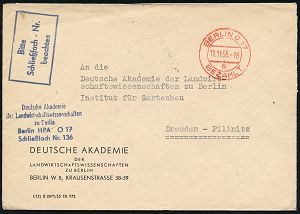 Bitte
Schließfach-Nr.
beachten
BERLIN O 17
11.11.55.-18
a
BEZAHLT
An die
Deutsche Akademie der Landwirt-
schaftswissenschaften zu Berlin
Institut für Gartenbau
Dresden - Pillnitz
Deutsche Akademie
der Landwirtschaftswissenschaften
zu Berlin
Berlin HPA O 17
Schließfach Nr. 136
DEUTSCHE AKADEMIE
DER
LANDWIRTSCHAFTSWISSENSCHAFTEN
ZU BERLIN
BERLIN W 8, KRAUSENSTRASSE 38-39